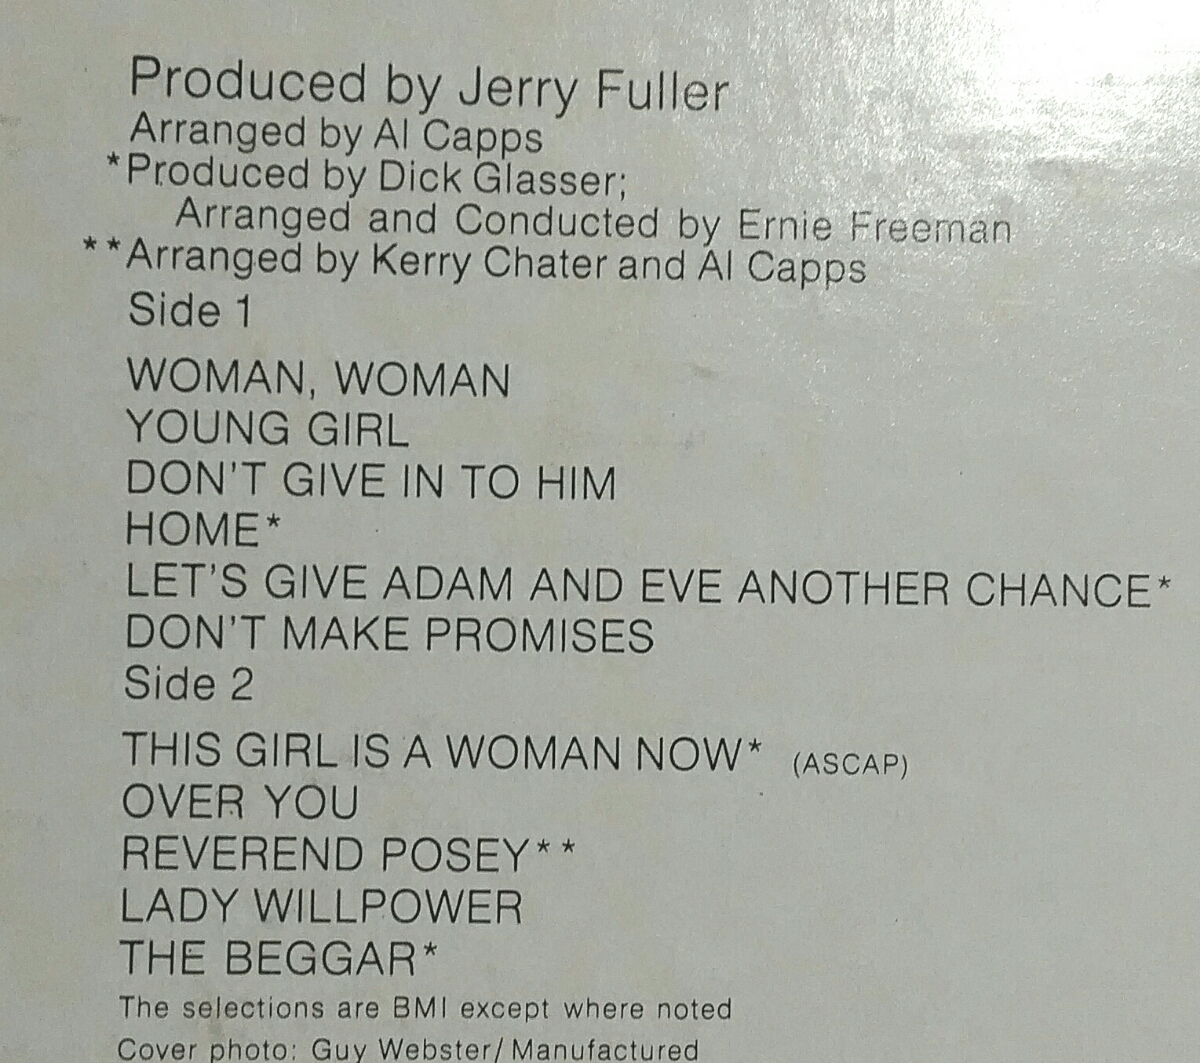 Produced by Jerry Fuller
Arranged by Al Capps
*Produced by Dick Glasser;
Arranged and Conducted by Ernie Freeman
**Arranged by Kerry Chater and Al Capps
Side 1
WOMAN, WOMAN
YOUNG GIRL
DON'T GIVE IN TO HIM
HOME*
LET'S GIVE ADAM AND EVE ANOTHER CHANCE*
DON'T MAKE PROMISES
Side 2
THIS GIRL IS A WOMAN NOW* (ASCAP)
OVER YOU
REVEREND POSEY**
LADY WILLPOWER
THE BEGGAR*
The selections are BMI except where noted
Cover photo: Guy Webster/Manufactured